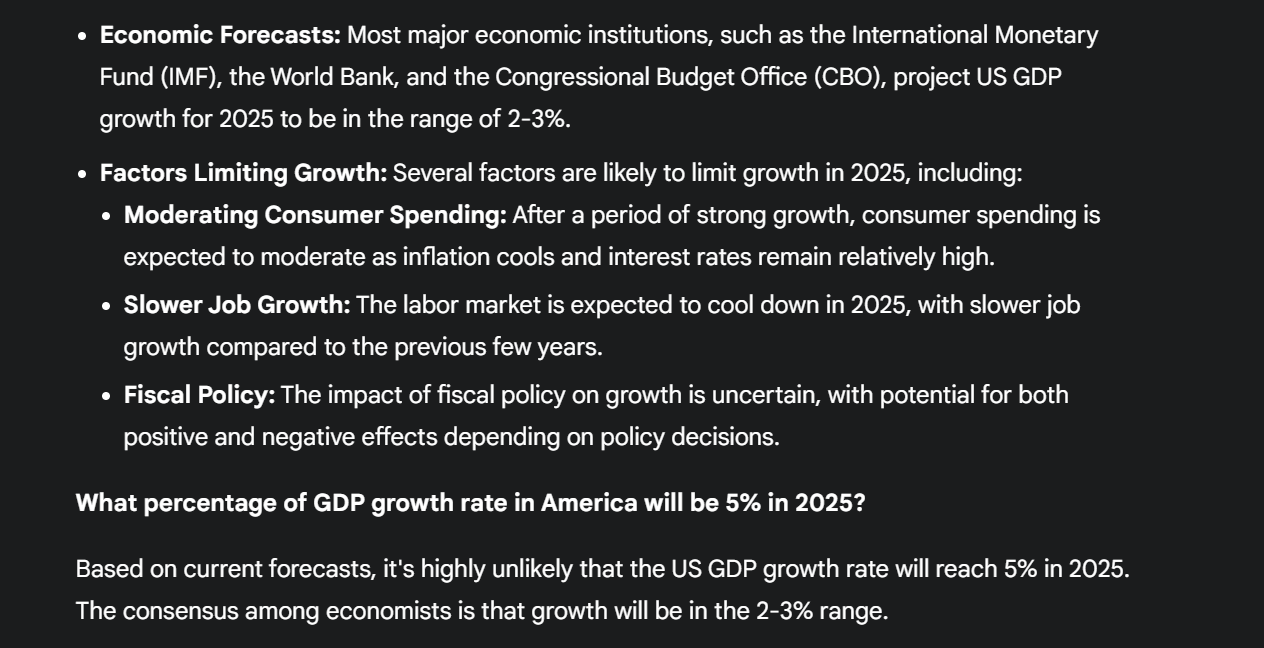 • Economic Forecasts: Most major economic institutions, such as the International Monetary
Fund (IMF), the World Bank, and the Congressional Budget Office (CBO), project US GDP
growth for 2025 to be in the range of 2-3%.
• Factors Limiting Growth: Several factors are likely to limit growth in 2025, including:
• Moderating Consumer Spending: After a period of strong growth, consumer spending is
expected to moderate as inflation cools and interest rates remain relatively high.
• Slower Job Growth: The labor market is expected to cool down in 2025, with slower job
growth compared to the previous few years.
• Fiscal Policy: The impact of fiscal policy on growth is uncertain, with potential for both
positive and negative effects depending on policy decisions.
What percentage of GDP growth rate in America will be 5% in 2025?
Based on current forecasts, it's highly unlikely that the US GDP growth rate will reach 5% in 2025.
The consensus among economists is that growth will be in the 2-3% range.